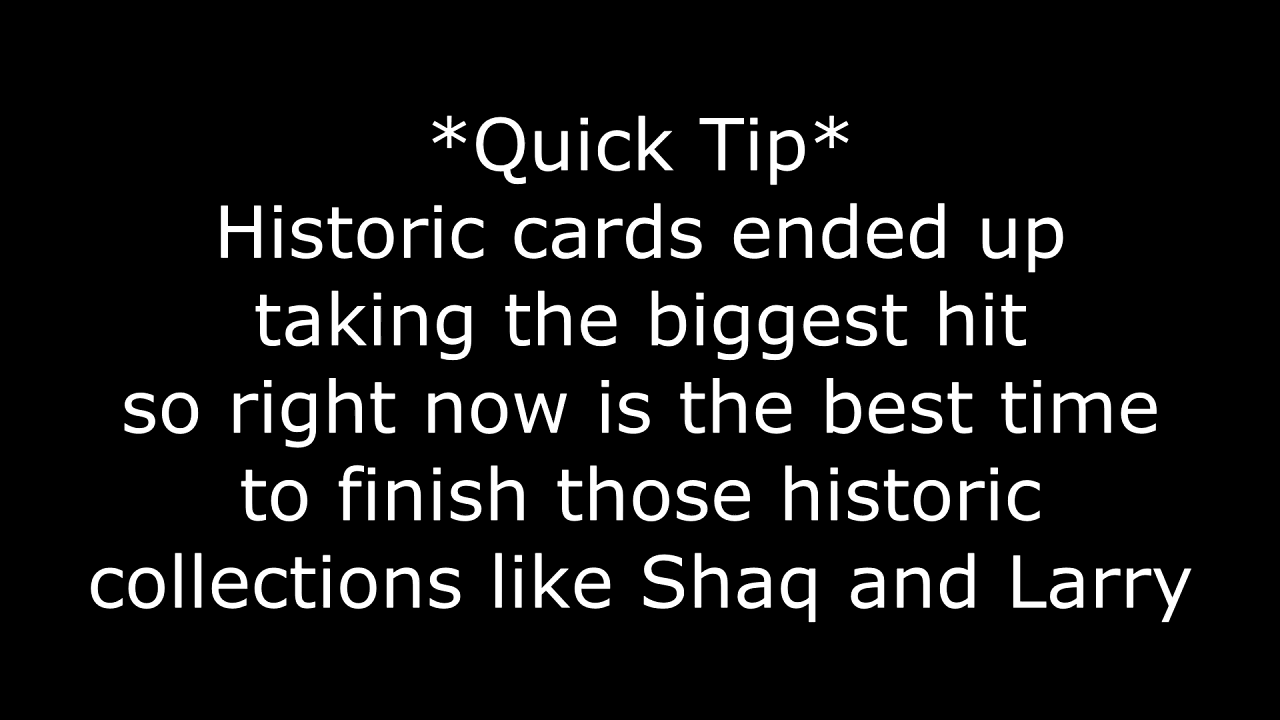 *Quick Tip*
Historic cards ended up
taking the biggest hit
so right now is the best time
to finish those historic
collections like Shaq and Larry